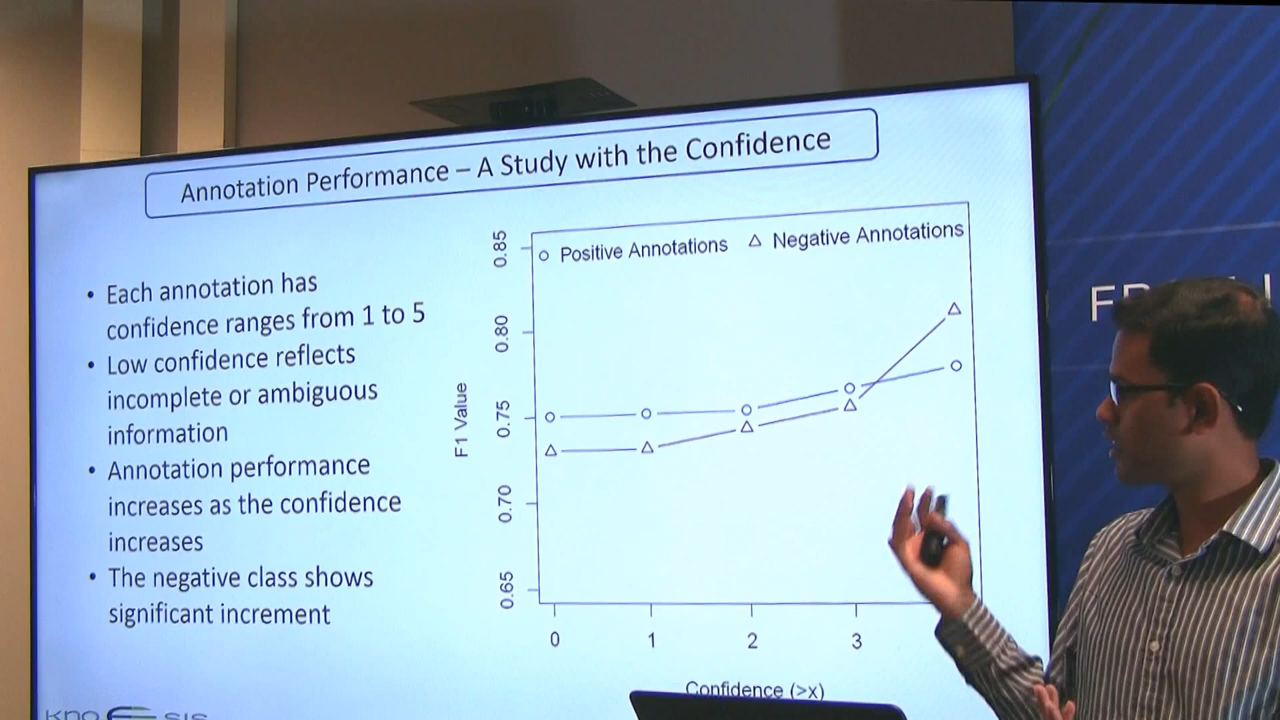 Annotation Performance – A Study with the Confidence
• Each annotation has
confidence ranges from 1 to 5
• Low confidence reflects
incomplete or ambiguous
information
• Annotation performance
increases as the confidence
increases
• The negative class shows
significant increment
Positive Annotations
Negative Annotations
F1 Value
0.85
0.80
0.75
0.70
0.65
0
1
2
3
Confidence (>x)